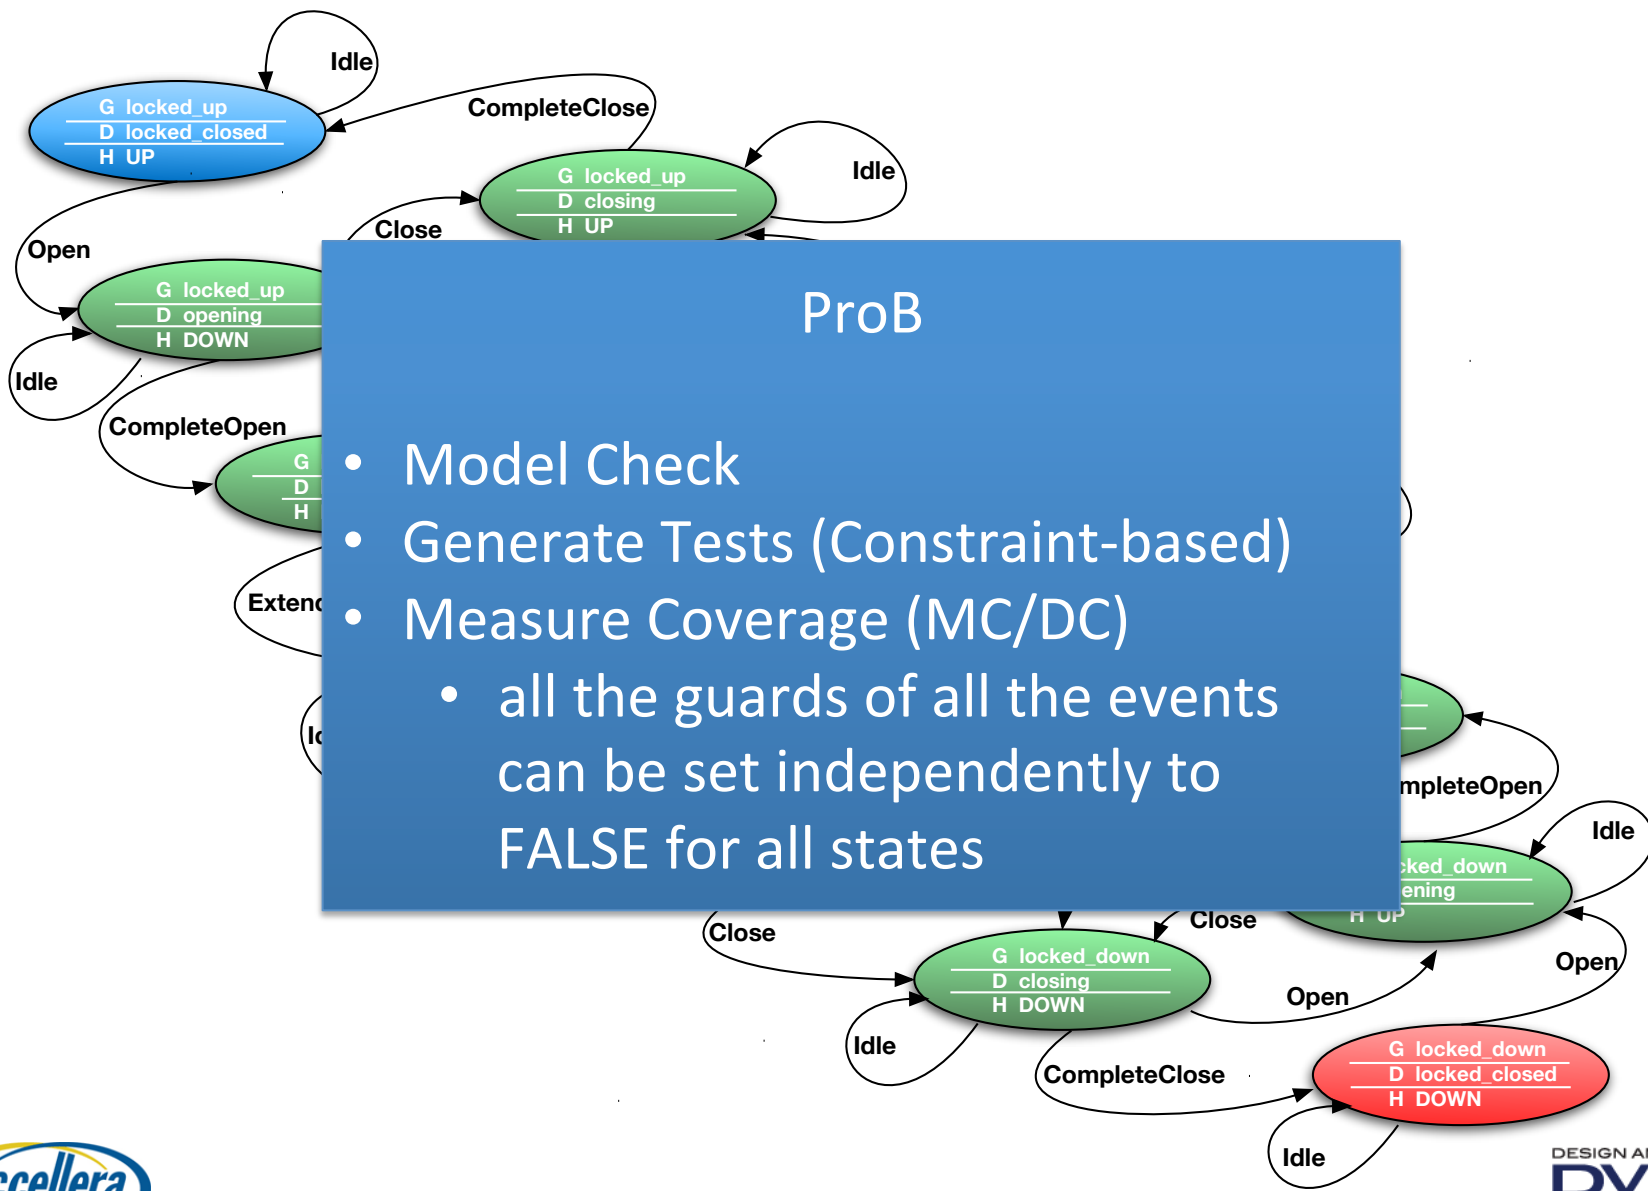 Idle
G locked_up
D locked_closed
H UP
CompleteClose
G locked_up
D closing
H UP
Idle
Close
Open
G locked_up
D opening
H DOWN
Idle
CompleteOpen
G
D
H
ProB
• Model Check
• Generate Tests (Constraint-based)
• Measure Coverage (MC/DC)
• all the guards of all the events
can be set independently to
FALSE for all states
Idle
Close
Close
H UP
Open
G locked_down
D closing
H DOWN
Open
Idle
CompleteClose
G locked_down
D locked_closed
H DOWN
Idle
DESIGN